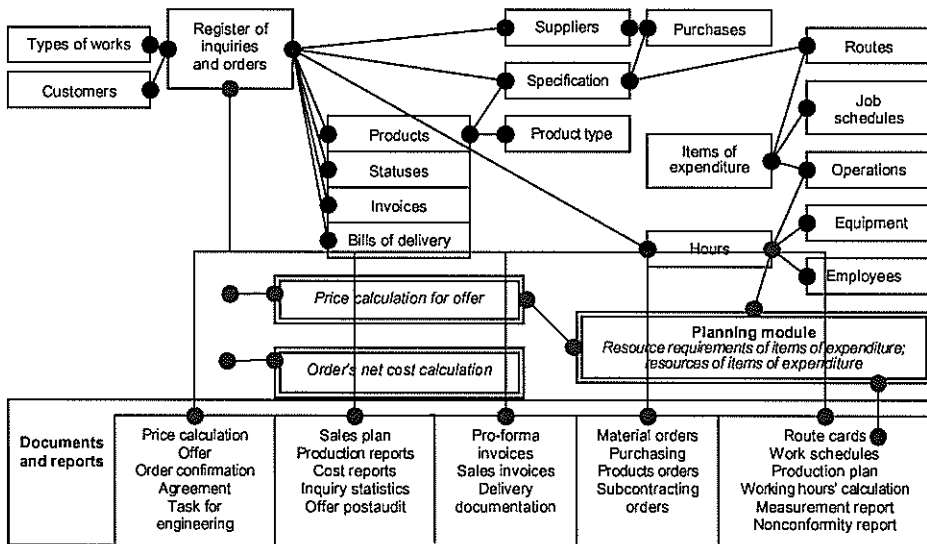 Types of works
Customers
Register of
inquiries
and orders
Suppliers
Purchases
Specification
Routes
Products
Product type
Statuses
Invoices
Bills of delivery
Items of
expenditure
Job
schedules
Operations
Equipment
Hours
Employees
Price calculation for offer
Order's net cost calculation
Planning module
Resource requirements of items of expenditure;
resources of items of expenditure
Documents
and reports
Price calculation
Offer
Order confirmation
Agreement
Task for
engineering
Sales plan
Production reports
Cost reports
Inquiry statistics
Offer postaudit
Pro-forma
invoices
Sales invoices
Delivery
documentation
Material orders
Purchasing
Products orders
Subcontracting
orders
Route cards
Work schedules
Production plan
Working hours' calculation
Measurement report
Nonconformity report